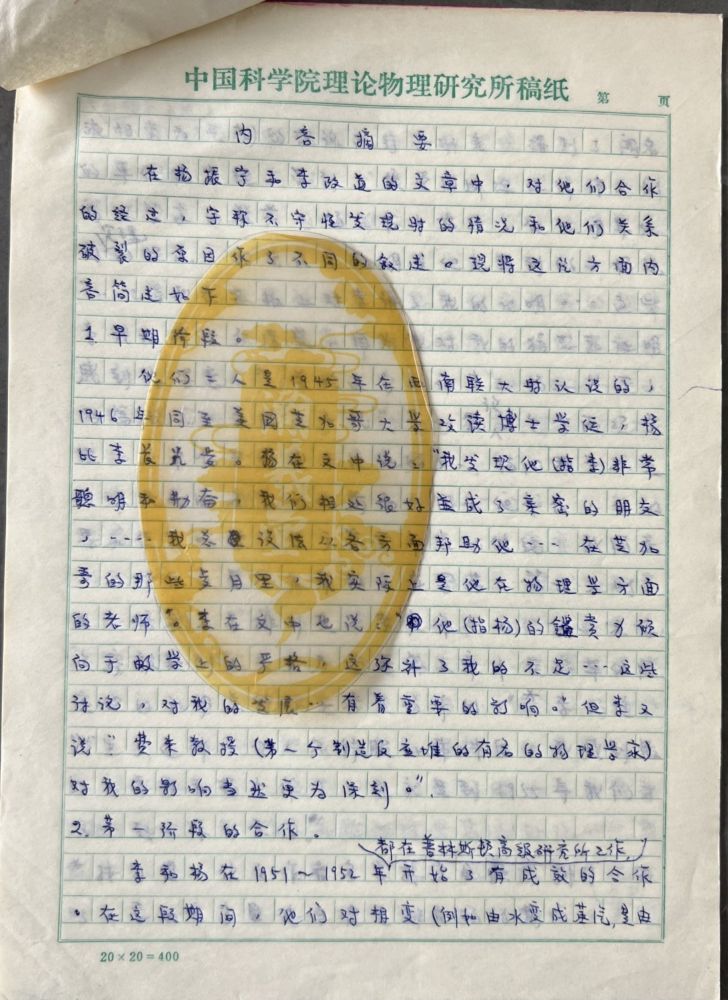 中国科学院理论物理研究所稿纸 第 页
内容摘要
在杨振宁和李政道的文章中，对他们合作
的经过，宇称不守恒发现时的情况和他们关系
破裂的原因作了不同的叙述。现将这几方面内
容简述如下
1.早期阶段。
他们二人是1945年在西南联大时认识的，
1946年同至美国芝加哥大学攻读博士学位，杨
比李长几岁。杨在文中说："我发现他(指李)非常
聪明和勤奋，我们相处很好并成了亲密的朋友
，……我总设法从各方面帮助他……在芝加
哥的那些岁月里，我实际上是他在物理学方面
的老师"。李在文中也说："他(指杨)的鉴赏力倾
向于数学上的严格，这弥补了我的不足……这些
讨论，对我的发展…有着重要的影响。"但李又
说："费米教授(第一个制造反应堆的有名的物理学家)
对我的影响当然更为深刻。"
2.第一阶段的合作。
都在普林斯顿高级研究所工作，
李和杨在1951～1952年开始了有成效的合作
。在这段期间，他们对相变(例如由水变成蒸汽,是由
20×20=400